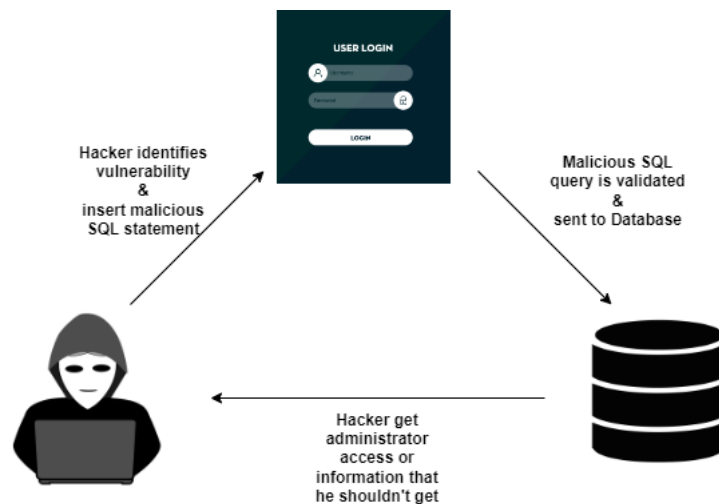 USER LOGIN
Password
LOGIN
Hacker identifies
vulnerability
&
insert malicious
SQL statement
Malicious SQL
query is validated
&
sent to Database
Hacker get
administrator
access or
information that
he shouldn't get